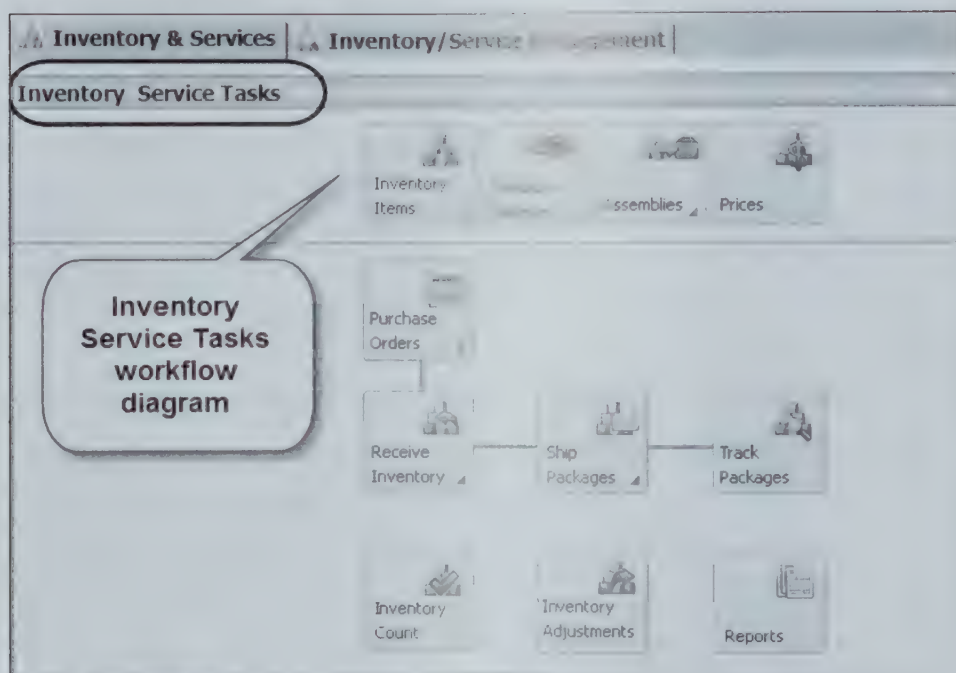 Inventory & Services
Inventory/Service
Inventory Service Tasks
Inventory
Items
Assemblies
Prices
Inventory
Service Tasks
workflow
diagram
Purchase
Orders
Receive
Inventory
Ship
Packages
Track
Packages
Inventory
Count
Inventory
Adjustments
Reports